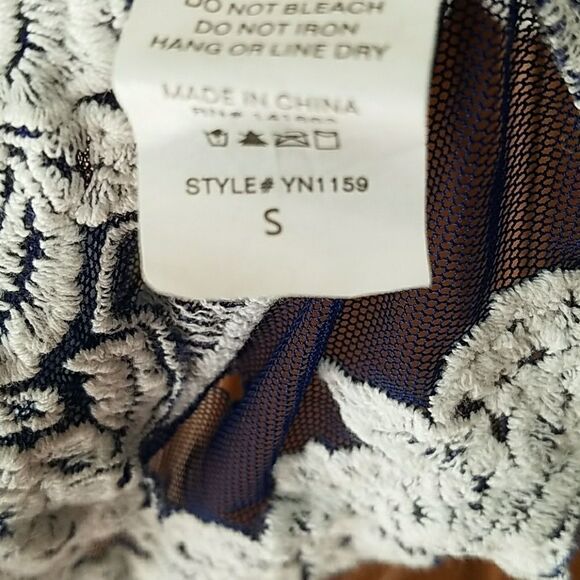 DO NOT BLEACH
DO NOT IRON
HANG OR LINE DRY
MADE IN CHINA
STYLE# YN1159
S